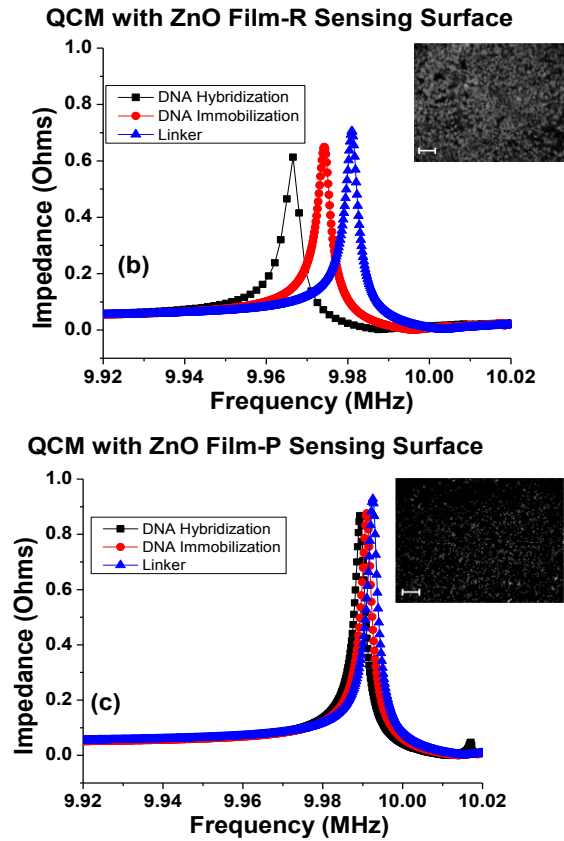 QCM with ZnO Film-R Sensing Surface
DNA Hybridization
DNA Immobilization
Linker
(b)
Impedance (Ohms)
1.0
0.8
0.6
0.4
0.2
0.0
9.92 9.94 9.96 9.98 10.00 10.02
Frequency (MHz)
QCM with ZnO Film-P Sensing Surface
DNA Hybridization
DNA Immobilization
Linker
(c)
Impedance (Ohms)
1.0
0.8
0.6
0.4
0.2
0.0
9.92 9.94 9.96 9.98 10.00 10.02
Frequency (MHz)